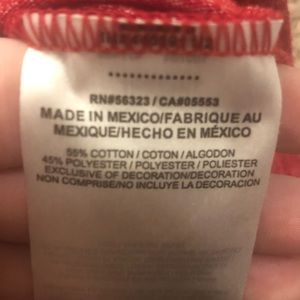 RN#56323 / CA#05553
MADE IN MEXICO/FABRIQUE AU
MEXIQUE/HECHO EN MÉXICO
55% COTTON / COTON / ALGODON
45% POLYESTER / POLYESTER / POLIESTER
EXCLUSIVE OF DECORATION/DECORATION
NON COMPRISE/NO INCLUYE LA DECORACION